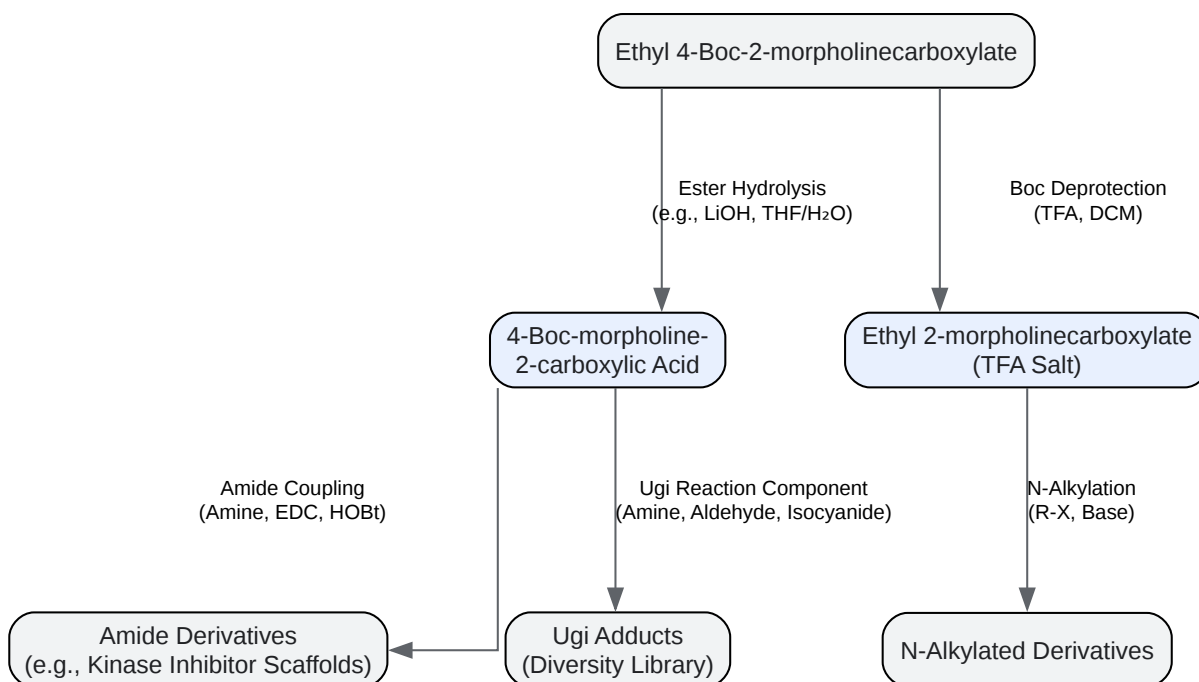 Ethyl 4-Boc-2-morpholinecarboxylate
Ester Hydrolysis
(e.g., LiOH, THF/H₂O)
Boc Deprotection
(TFA, DCM)
4-Boc-morpholine-
2-carboxylic Acid
Ethyl 2-morpholinecarboxylate
(TFA Salt)
Amide Coupling
(Amine, EDC, HOBt)
Ugi Reaction Component
(Amine, Aldehyde, Isocyanide)
N-Alkylation
(R-X, Base)
Amide Derivatives
(e.g., Kinase Inhibitor Scaffolds)
Ugi Adducts
(Diversity Library)
N-Alkylated Derivatives